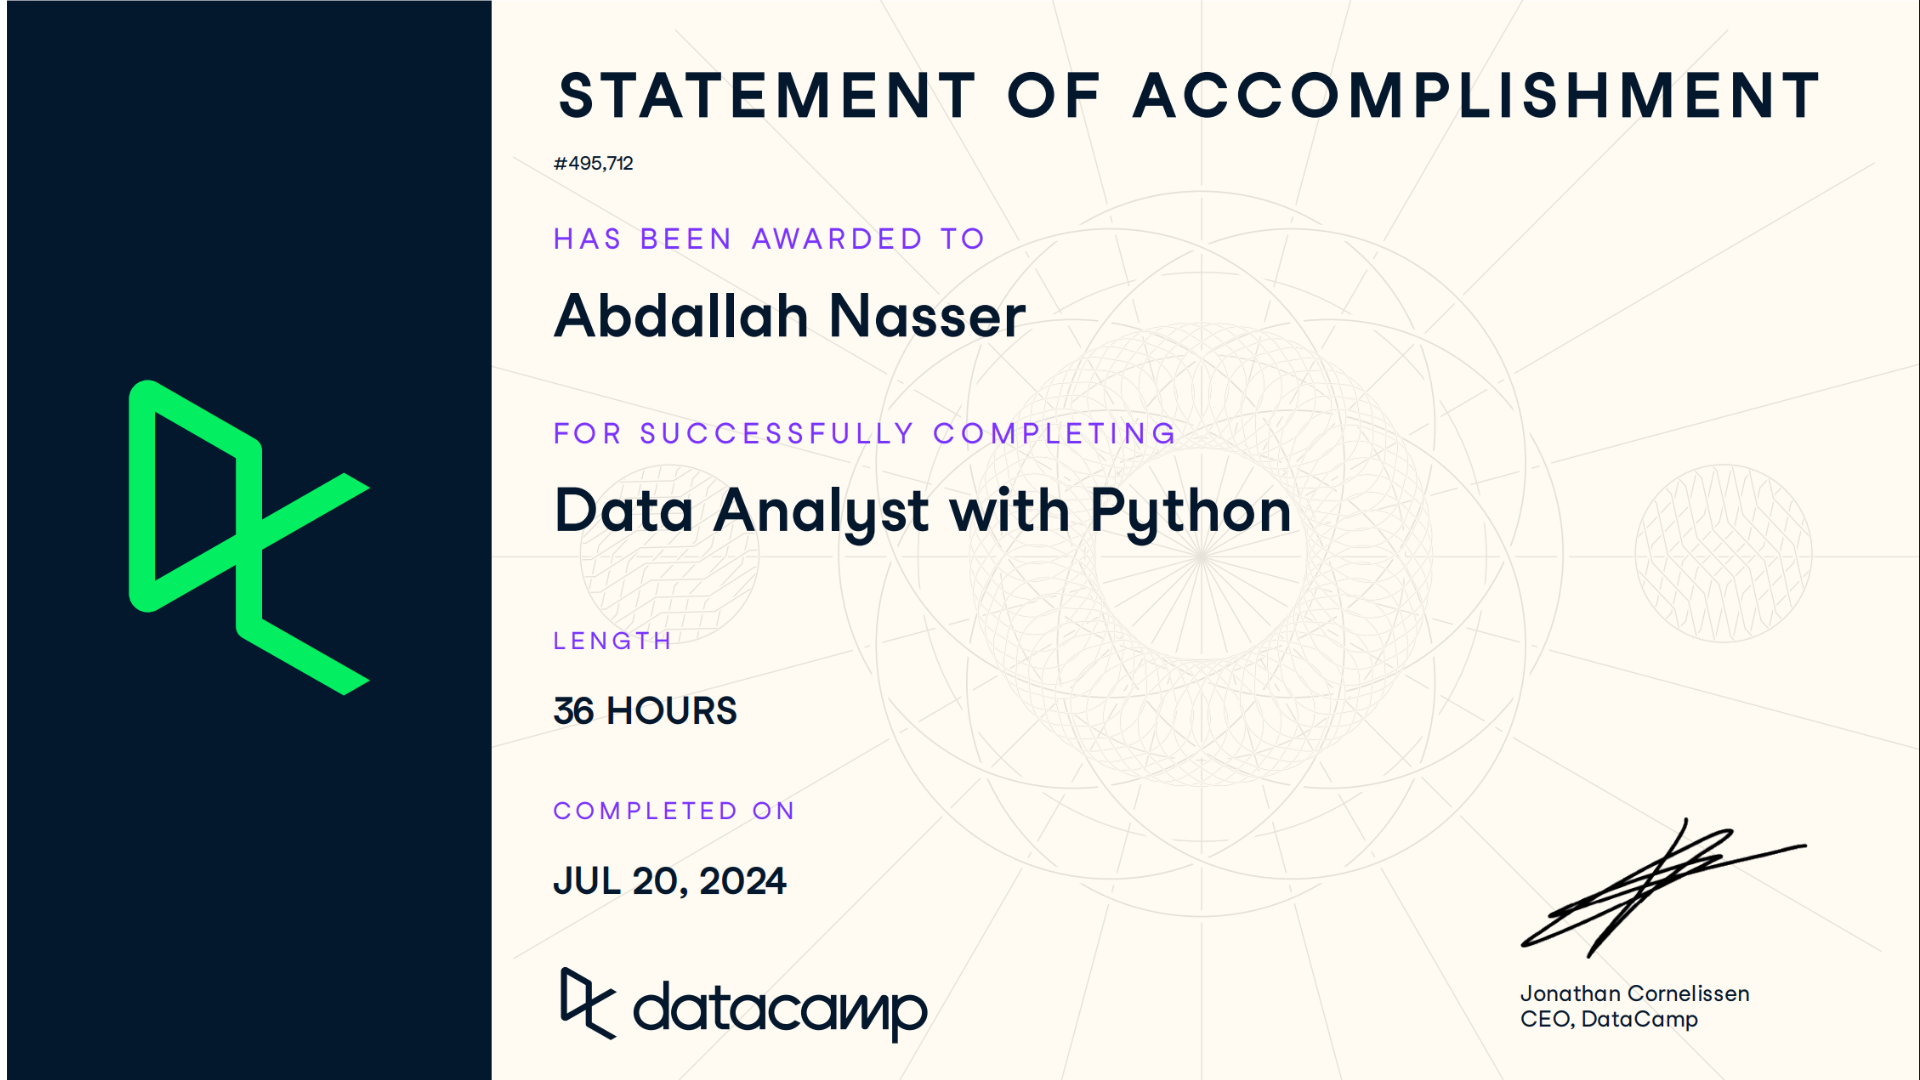 STATEMENT OF ACCOMPLISHMENT
#495,712
HAS BEEN AWARDED TO
Abdallah Nasser
FOR SUCCESSFULLY COMPLETING
Data Analyst with Python
LENGTH
36 HOURS
COMPLETED ON
JUL 20, 2024
datacamp
Jonathan Cornelissen
CEO, DataCamp